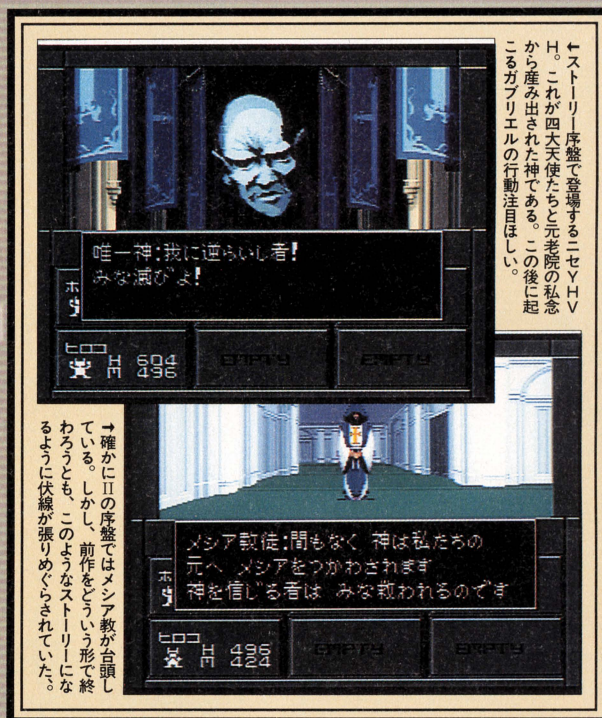 ←ストーリー序盤で登場するニセYHV
H。これが四大天使たちと元老院の私念
から産み出された神である。この後に起
こるガブリエルの行動注目ほしい。
唯一神:我に逆らいし者!
みな滅びよ!
ホ
ヒロコ
H 604
M 496
EMPTY
EMPTY
メシア教徒:間もなく 神は私たちの
元へ メシアをつかわされます
神を信じる者は みな救われるのです
ホ
ヒロコ
H 496
M 424
EMPTY
EMPTY
→確かにⅡの序盤ではメシア教が台頭し
ている。しかし、前作をどういう形で終
わろうとも、このようなストーリーにな
るように伏線が張りめぐらされていた。